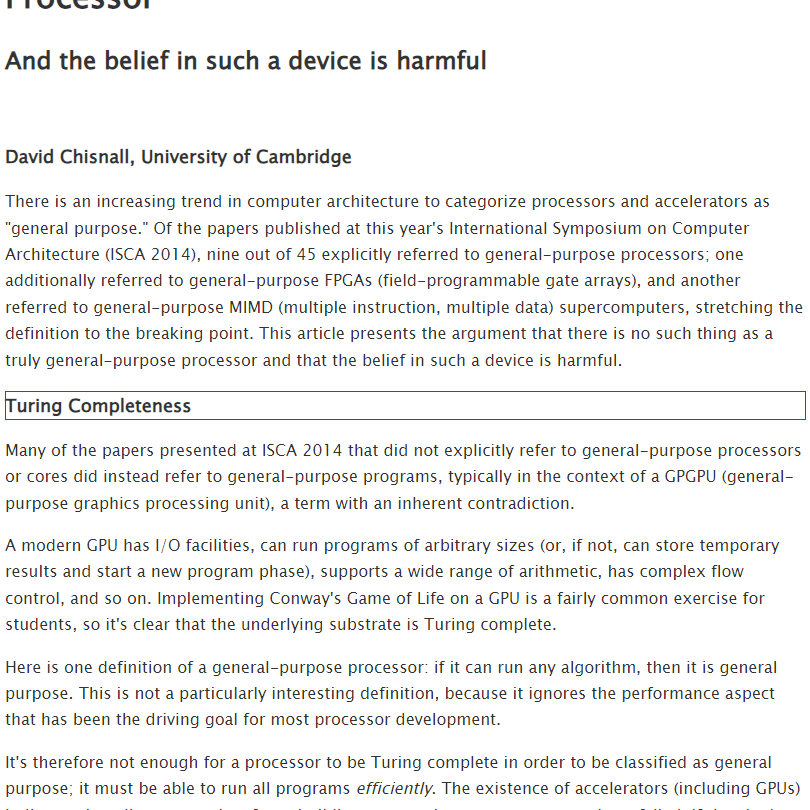 Processor
And the belief in such a device is harmful
David Chisnall, University of Cambridge
There is an increasing trend in computer architecture to categorize processors and accelerators as
"general purpose." Of the papers published at this year's International Symposium on Computer
Architecture (ISCA 2014), nine out of 45 explicitly referred to general-purpose processors; one
additionally referred to general-purpose FPGAs (field-programmable gate arrays), and another
referred to general-purpose MIMD (multiple instruction, multiple data) supercomputers, stretching the
definition to the breaking point. This article presents the argument that there is no such thing as a
truly general-purpose processor and that the belief in such a device is harmful.
Turing Completeness
Many of the papers presented at ISCA 2014 that did not explicitly refer to general-purpose processors
or cores did instead refer to general-purpose programs, typically in the context of a GPGPU (general-
purpose graphics processing unit), a term with an inherent contradiction.
A modern GPU has I/O facilities, can run programs of arbitrary sizes (or, if not, can store temporary
results and start a new program phase), supports a wide range of arithmetic, has complex flow
control, and so on. Implementing Conway's Game of Life on a GPU is a fairly common exercise for
students, so it's clear that the underlying substrate is Turing complete.
Here is one definition of a general-purpose processor: if it can run any algorithm, then it is general
purpose. This is not a particularly interesting definition, because it ignores the performance aspect
that has been the driving goal for most processor development.
It's therefore not enough for a processor to be Turing complete in order to be classified as general
purpose; it must be able to run all programs efficiently. The existence of accelerators (including GPUs)